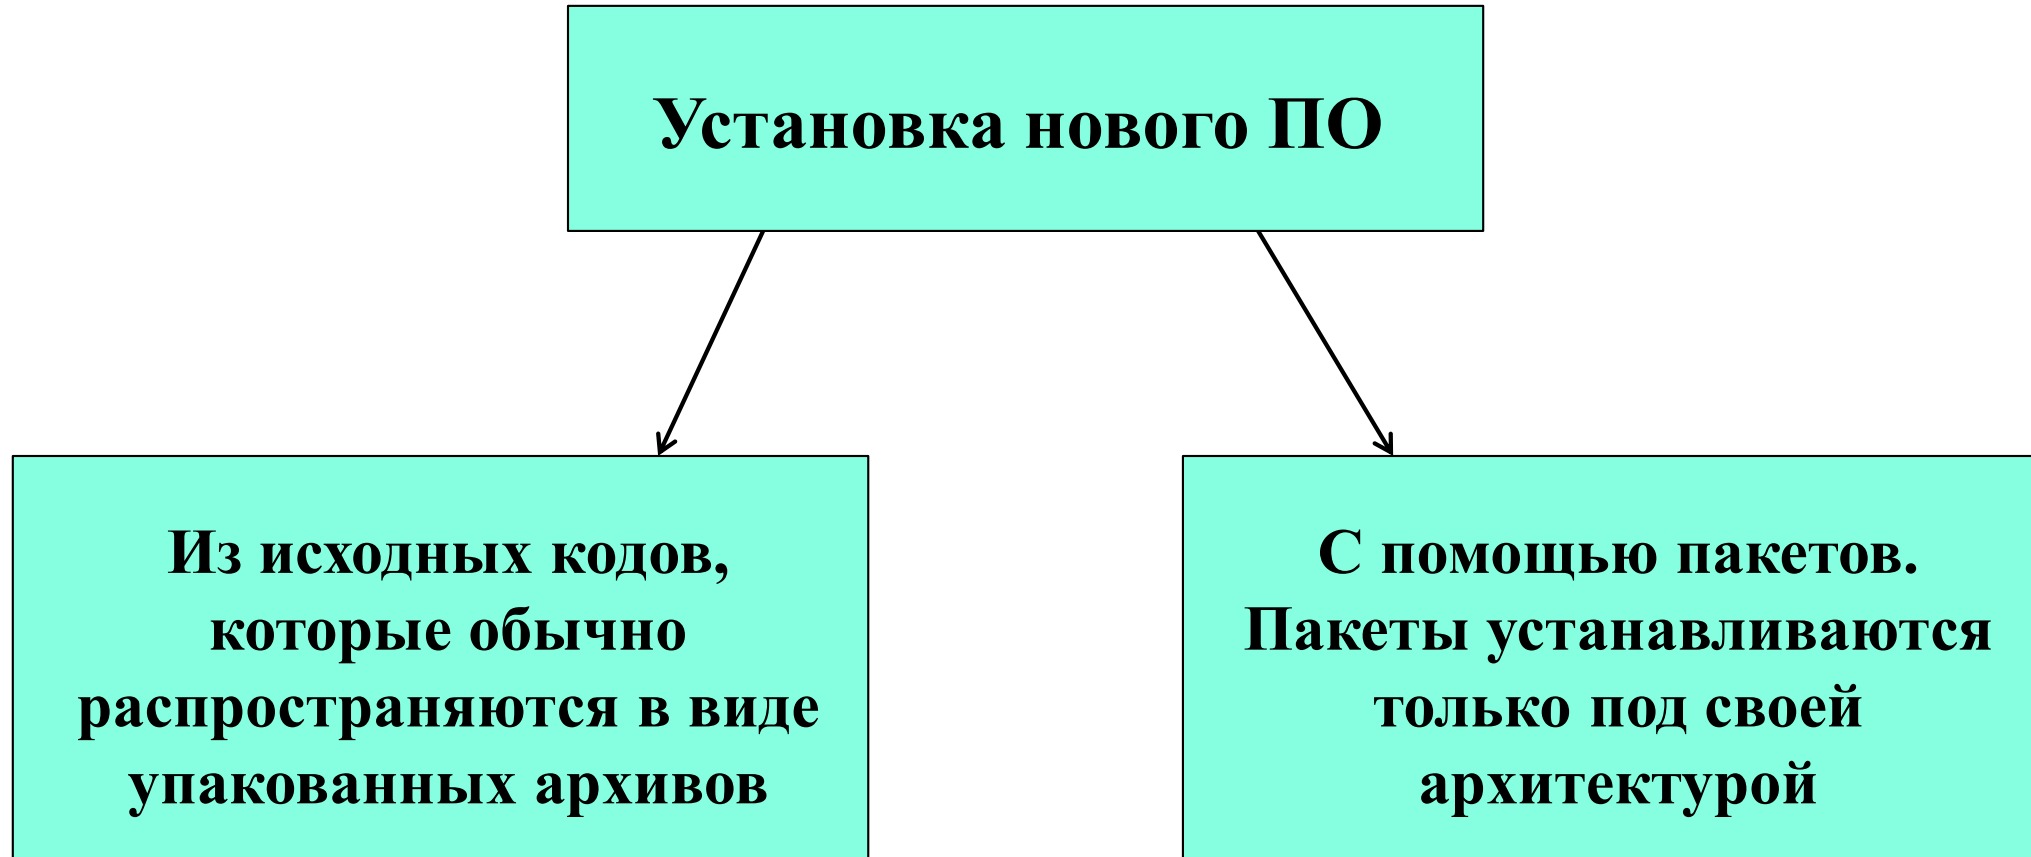 Установка нового ПО
Из исходных кодов,
которые обычно
распространяются в виде
упакованных архивов
С помощью пакетов.
Пакеты устанавливаются
только под своей
архитектурой